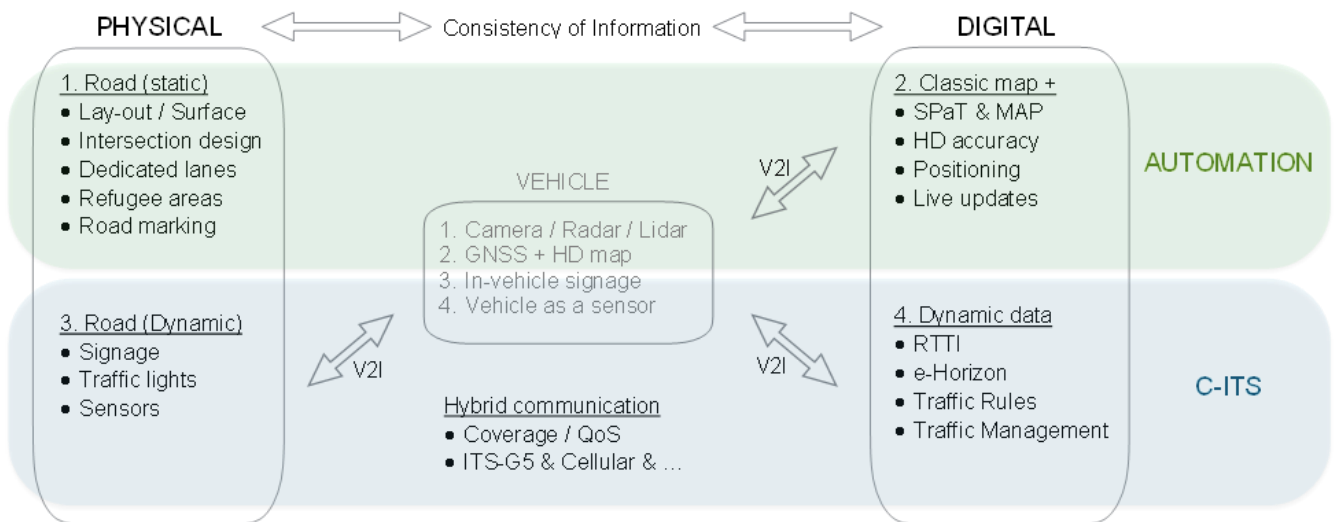 PHYSICAL
Consistency of Information
DIGITAL
1. Road (static)
● Lay-out / Surface
● Intersection design
● Dedicated lanes
● Refugee areas
● Road marking
2. Classic map +
● SPaT & MAP
● HD accuracy
● Positioning
● Live updates
AUTOMATION
V2I
VEHICLE
1. Camera / Radar / Lidar
2. GNSS + HD map
3. In-vehicle signage
4. Vehicle as a sensor
3. Road (Dynamic)
● Signage
● Traffic lights
● Sensors
V2I
Hybrid communication
● Coverage / QoS
● ITS-G5 & Cellular & ...
V2I
4. Dynamic data
● RTTI
● e-Horizon
● Traffic Rules
● Traffic Management
C-ITS